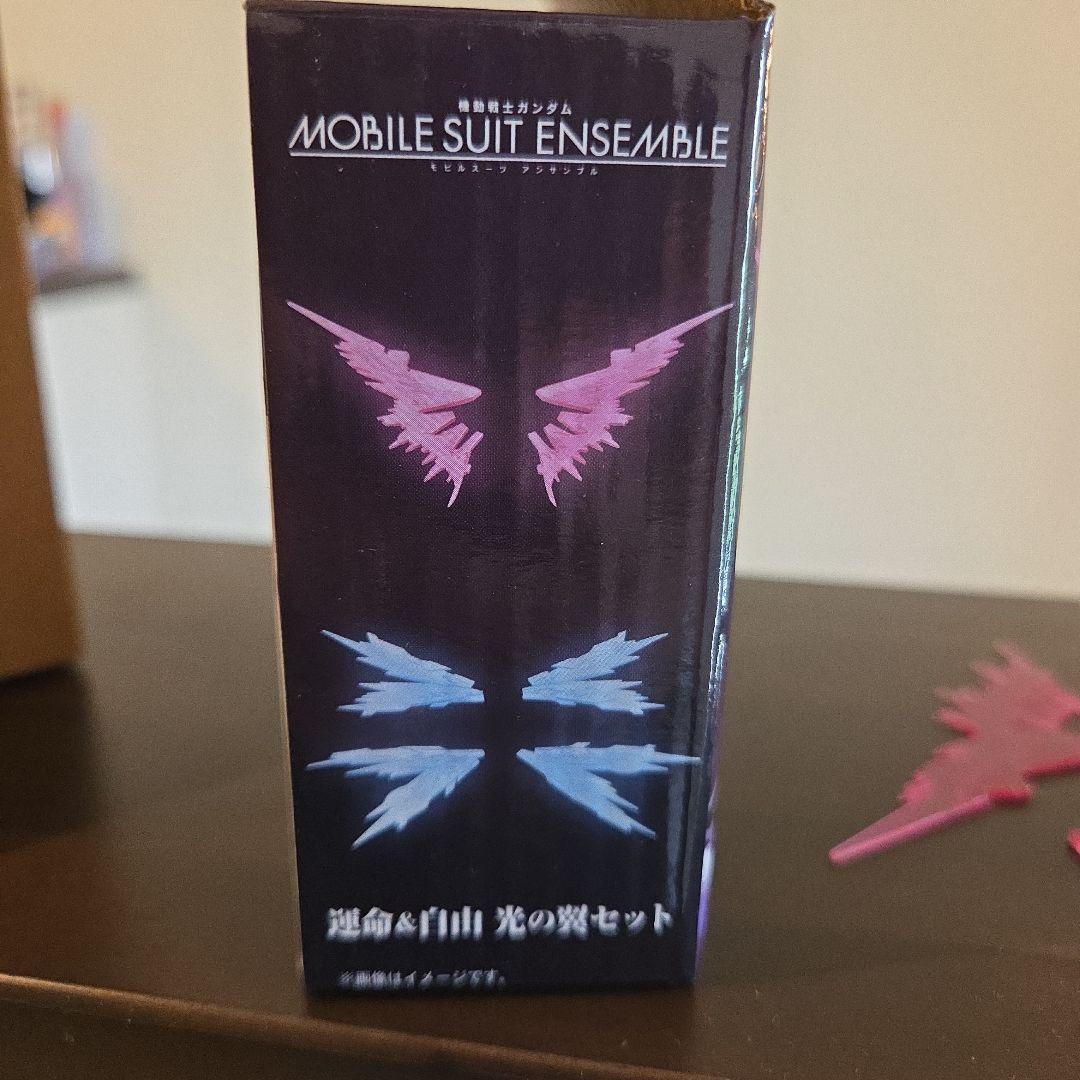 機動戦士ガンダム
MOBILE SUIT ENSEMBLE
モビルスーツ アンサンブル
運命&自由 光の翼セット
※画像はイメージです。